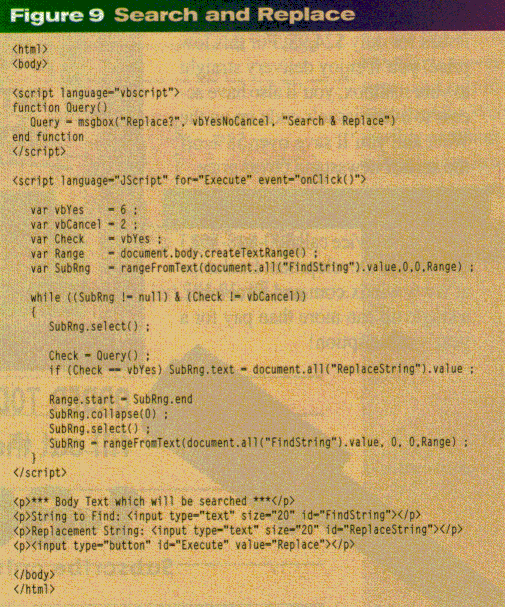 Figure 9 Search and Replace
<html>
<body>
<script language="vbscript">
function Query()
Query = msgbox("Replace?", vbYesNoCancel, "Search & Replace")
end function
</script>
<script language="JScript" for="Execute" event="onClick()">
var vbYes = 6 ;
var vbCancel = 2 ;
var Check = vbYes ;
var Range = document.body.createTextRange() ;
var SubRng = rangeFromText(document.all("FindString").value,0,0,Range) ;
while ((SubRng != null) & (Check != vbCancel))
{
SubRng.select() ;
Check = Query() ;
if (Check == vbYes) SubRng.text = document.all("ReplaceString").value ;
Range.start = SubRng.end
SubRng.collapse(0) ;
SubRng.select() ;
SubRng = rangeFromText(document.all("FindString").value, 0, 0,Range) ;
}
</script>
<p>*** Body Text which will be searched ***</p>
<p>String to Find: <input type="text" size="20" id="FindString"></p>
<p>Replacement String: <input type="text" size="20" id="ReplaceString"></p>
<p><input type="button" id="Execute" value="Replace"></p>
</body>
</html>